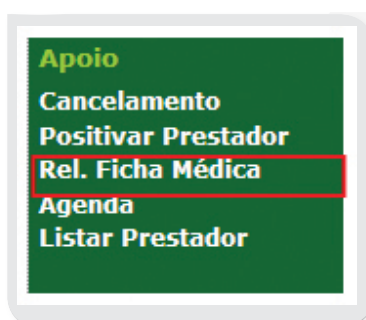 Apoio
Cancelamento
Positivar Prestador
Rel. Ficha Médica
Agenda
Listar Prestador